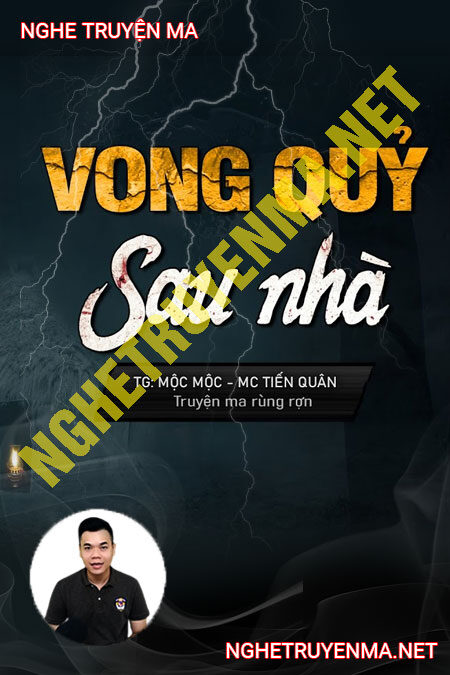 NGHE TRUYỆN MA
VONG QUỶ
Sau nhà
NGHETRUYENMA.NET
TG: MỘC MỘC - MC TIẾN QUÂN
Truyện ma rùng rợn
NGHETRUYENMA.NET